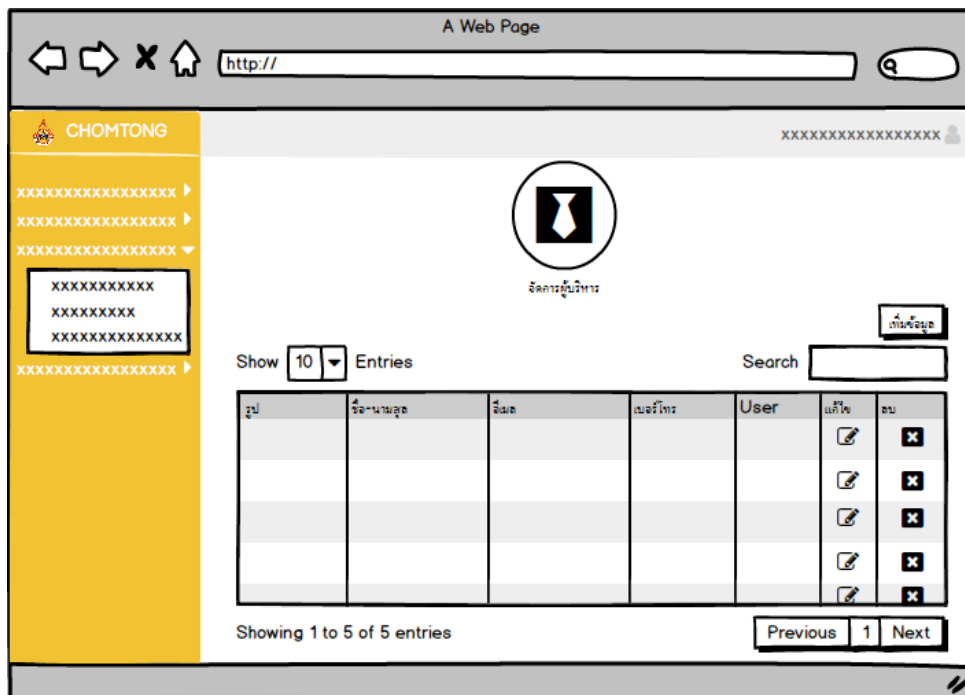 A Web Page
http://
CHOMTONG
xxxxxxxxxxxxxxxxx
xxxxxxxxxxxxxxxxx
xxxxxxxxxxxxxxxxx
xxxxxxxxxxxxxxxxx
xxxxxxxxxxx
xxxxxxxxx
xxxxxxxxxxxxxx
xxxxxxxxxxxxxxxxx
จัดการผู้บริหาร
เพิ่มข้อมูล
Show 10 Entries Search
รูป ชื่อ-นามสุล อีเมล เบอร์โทร User แก้ไข ลบ
Showing 1 to 5 of 5 entries Previous 1 Next